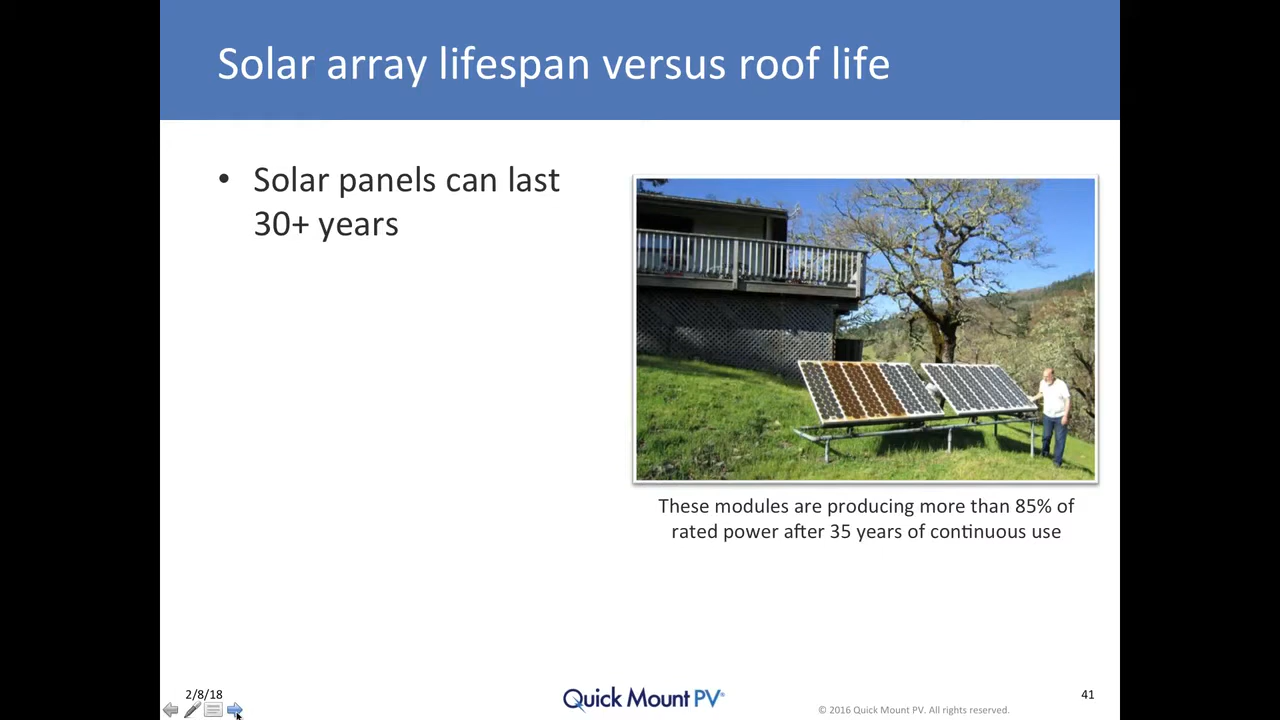 Solar array lifespan versus roof life
• Solar panels can last
30+ years
These modules are producing more than 85% of
rated power after 35 years of continuous use
2/8/18
Quick Mount PV®
41
© 2016 Quick Mount PV. All rights reserved.